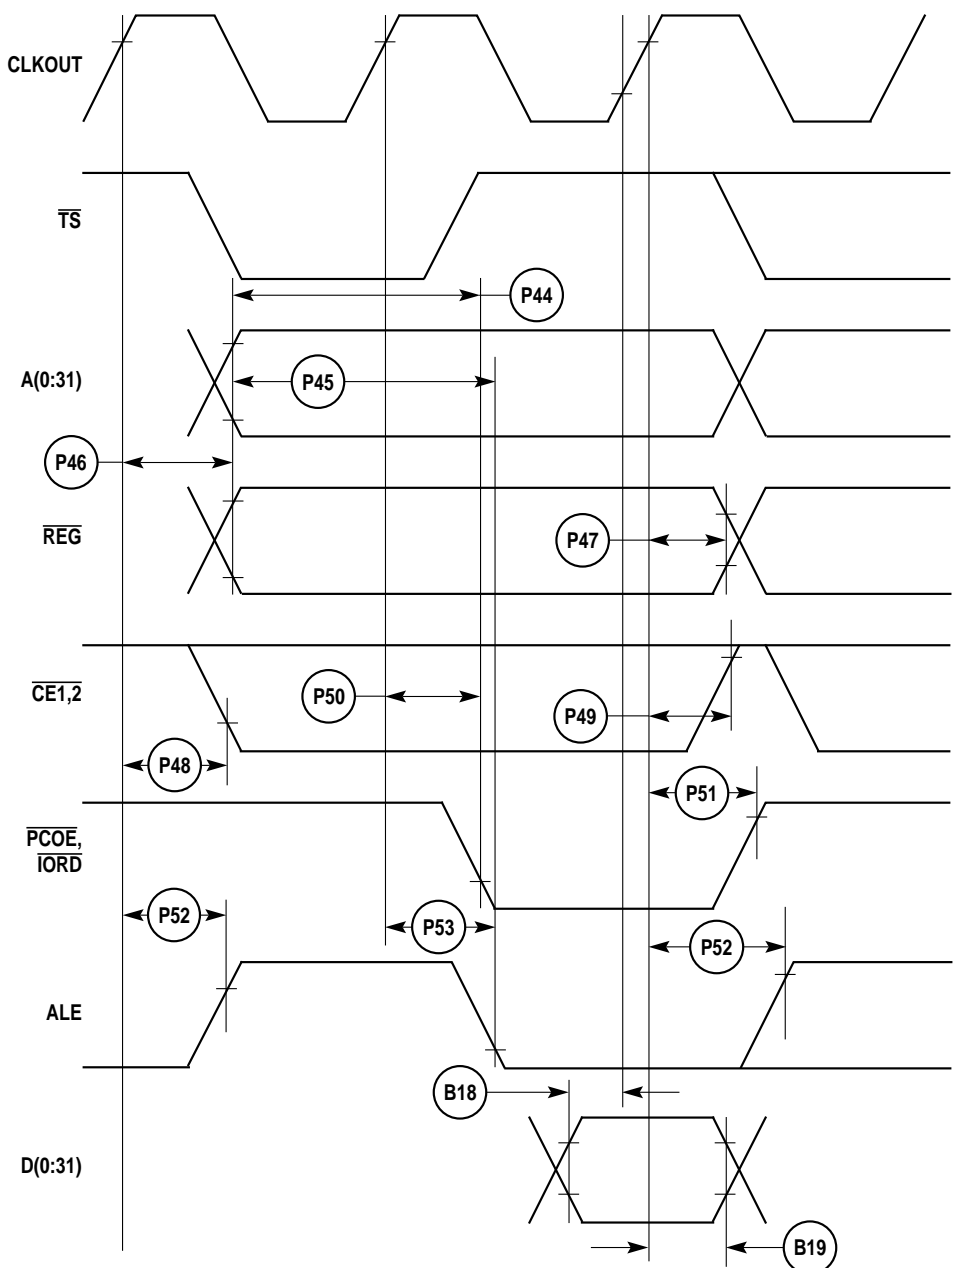 CLKOUT
TS
P44
A(0:31)
P45
P46
REG
P47
CE1,2
P50
P49
P48
P51
PCOE,
IORD
P52
P53
P52
ALE
B18
D(0:31)
B19